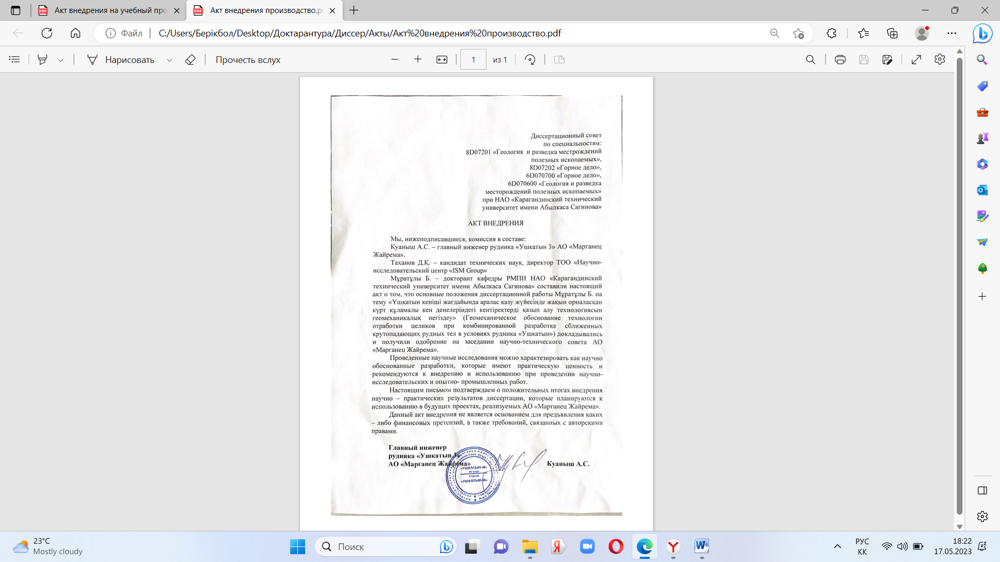 Акт внедрения на учебный про
Акт внедрения производство.pd
Файл
C:/Users/Берікбол/Desktop/Доктарантура/Диссер/Акты/Акт%20внедрения%20производство.pdf
Нарисовать
Прочесть вслух
1
из 1
Диссертационный совет
по специальностям:
8D07201 «Геология и разведка местрождений
полезных ископаемых»,
8D07202 «Горное дело»,
6D070700 «Горное дело»,
6D070600 «Геология и разведка
месторождений полезных ископаемых»
при НАО «Карагандинский технический
университет имени Абылкаса Сагинова»
АКТ ВНЕДРЕНИЯ
Мы, нижеподписавшиеся, комиссия в составе:
Куаныш А.С. – главный инженер рудника «Ушкатын 3» АО «Марганец
Жайрема».
Таханов Д.Қ. – кандидат технических наук, директор ТОО «Научно-
исследовательский центр «ISM Group»
Мұратұлы Б. – докторант кафедры РМПИ НАО «Карагандинский
технический университет имени Абылкаса Сагинова» составили настоящий
акт о том, что основные положения диссертационной работы Мұратұлы Б. на
тему «Үшқатын кеніші жағдайында аралас қазу жүйесінде жақын орналасқан
күрт құламалы кен денелеріндегі кентіректерді қазып алу технологиясын
геомеханикалық негіздеу» (Геомеханическое обоснование технологии
отработки целиков при комбинированной разработке сближенных
крутопадающих рудных тел в условиях рудника «Ушкатын») докладывались
и получили одобрение на заседании научно-технического совета АО
«Марганец Жайрема».
Проведенные научные исследования можно характезировать как научно
обоснованные разработки, которые имеют практическую ценность и
рекомендуются к внедрению и использованию при проведении научно-
исследовательских и опытно- промышленных работ.
Настоящим письмом подтверждаем о положительных итогах внедрения
научно – практических результатов диссертации, которые планируются к
использованию в будущих проектах, реализуемых АО «Марганец Жайрема».
Данный акт внедрения не является основанием для предъявления каких
– либо финансовых претензий, а также требований, связанных с авторскими
правами.
Главный инженер
рудника «Ушкатын 3»
АО «Марганец Жайрема»
Куаныш А.С.
«УШКАТЫН-III»
РУДНИК
«УШКАТЫН-III»
23°C
Mostly cloudy
Поиск
РУС
КК
18:22
17.05.2023